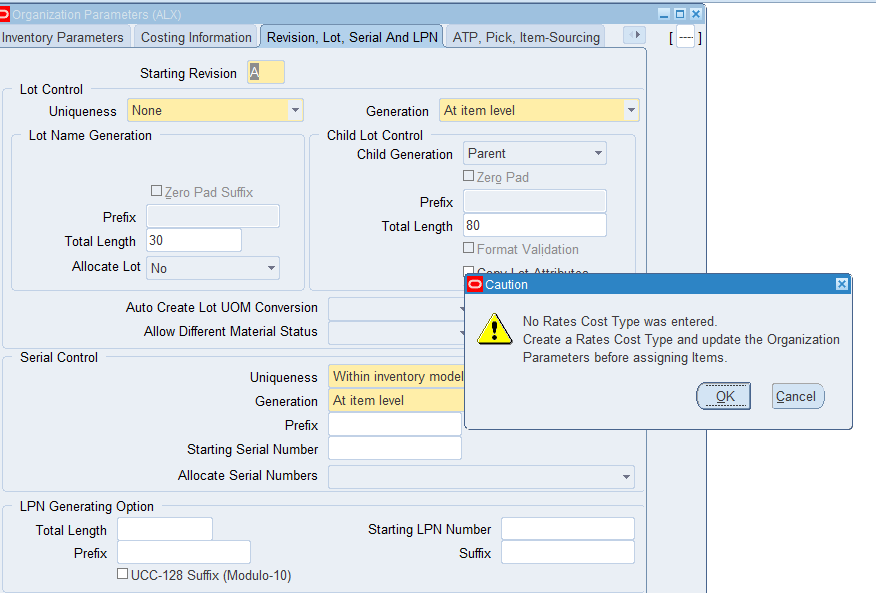 Organization Parameters (ALX)
Inventory Parameters
Costing Information
Revision, Lot, Serial And LPN
ATP, Pick, Item-Sourcing
[ ---- ]
Starting Revision A
Lot Control
Uniqueness None
Generation At item level
Lot Name Generation
Zero Pad Suffix
Prefix
Total Length 30
Allocate Lot No
Child Lot Control
Child Generation Parent
Zero Pad
Prefix
Total Length 80
Format Validation
Copy Lot Attributes
Auto Create Lot UOM Conversion
Allow Different Material Status
Caution
No Rates Cost Type was entered.
Create a Rates Cost Type and update the Organization
Parameters before assigning Items.
OK
Cancel
Serial Control
Uniqueness Within inventory model
Generation At item level
Prefix
Starting Serial Number
Allocate Serial Numbers
LPN Generating Option
Total Length
Prefix
UCC-128 Suffix (Modulo-10)
Starting LPN Number
Suffix